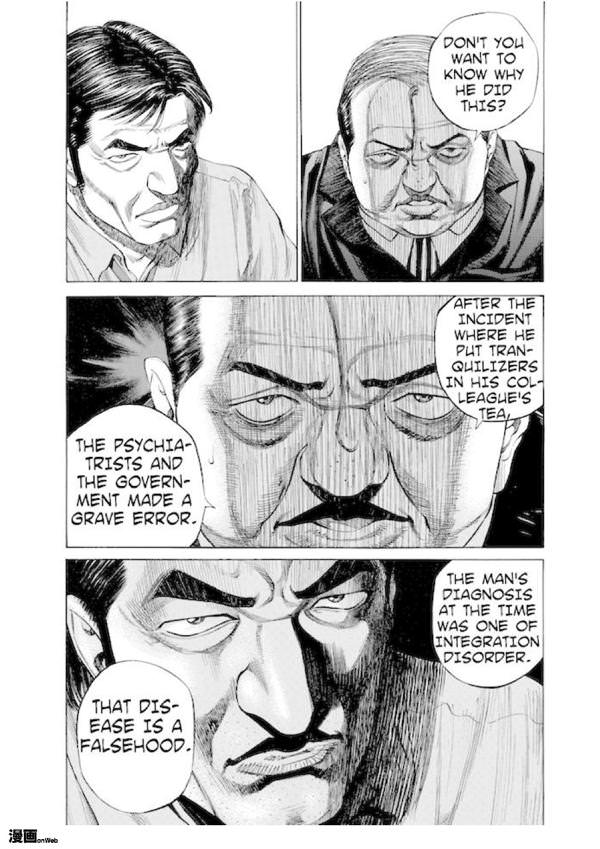 DON'T YOU
WANT TO
KNOW WHY
HE DID
THIS?
AFTER THE
INCIDENT
WHERE HE
PUT TRAN-
QUILIZERS
IN HIS COL-
LEAGUE'S
TEA,
THE PSYCHIA-
TRISTS AND
THE GOVERN-
MENT MADE A
GRAVE ERROR.
THE MAN'S
DIAGNOSIS
AT THE TIME
WAS ONE OF
INTEGRATION
DISORDER.
THAT DIS-
EASE IS A
FALSEHOOD.
漫画onWeb